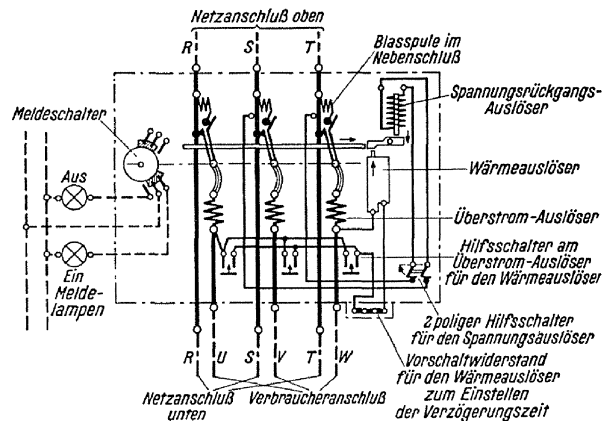 Netzanschluß oben
R S T
Blasspule im
Nebenschluß
Spannungsrückgangs-
Auslöser
Meldeschalter
Wärmeauslöser
Aus
Überstrom-Auslöser
Hilfsschalter am
Überstrom-Auslöser
für den Wärmeauslöser
Ein
Melde-
lampen
2 poliger Hilfsschalter
für den Spannungsauslöser
R U S V T W
Vorschaltwiderstand
für den Wärmeauslöser
zum Einstellen
der Verzögerungszeit
Netzanschluß
unten
Verbraucheranschluß